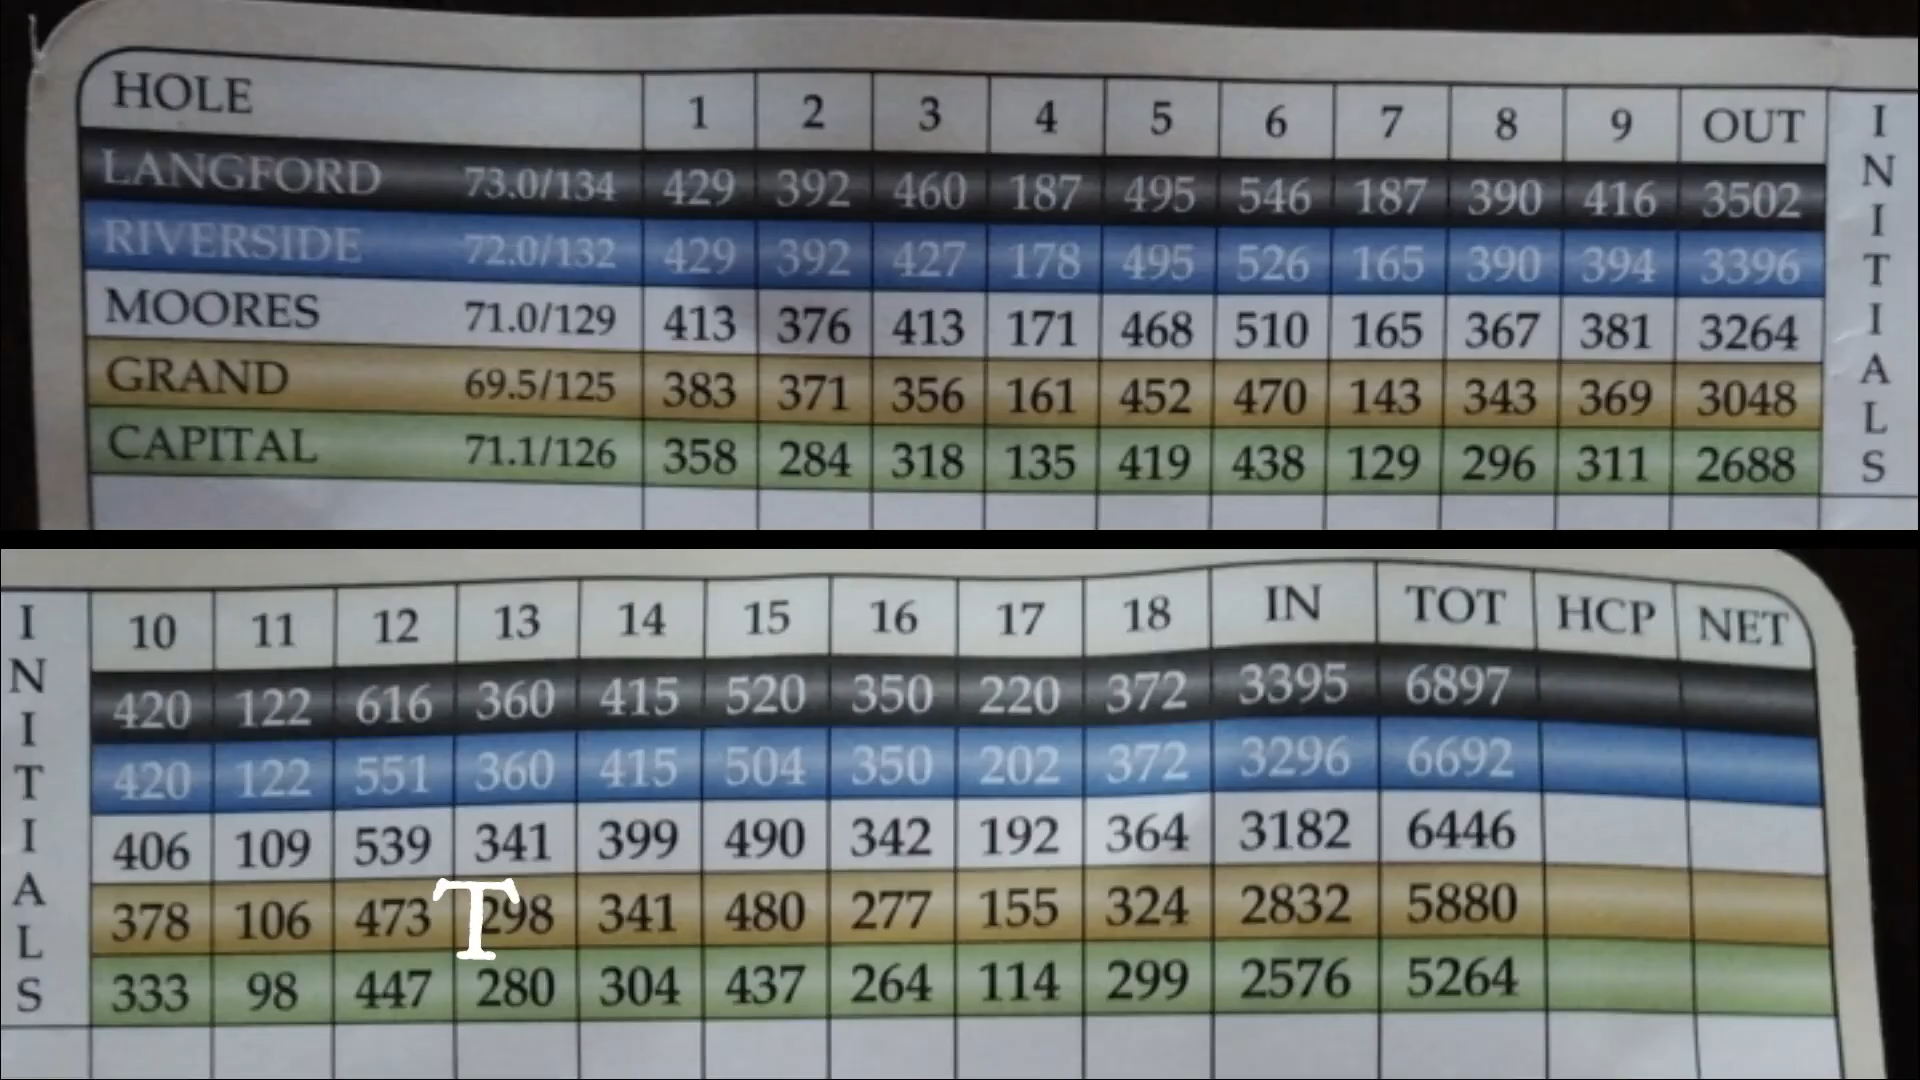 HOLE 1 2 3 4 5 6 7 8 9 OUT
LANGFORD 73.0/134 429 392 460 187 495 546 187 390 416 3502
RIVERSIDE 72.0/132 429 392 427 178 495 526 165 390 394 3396
MOORES 71.0/129 413 376 413 171 468 510 165 367 381 3264
GRAND 69.5/125 383 371 356 161 452 470 143 343 369 3048
CAPITAL 71.1/126 358 284 318 135 419 438 129 296 311 2688
INITIALS
INITIALS
10 11 12 13 14 15 16 17 18 IN TOT HCP NET
420 122 616 360 415 520 350 220 372 3395 6897
420 122 551 360 415 504 350 202 372 3296 6692
406 109 539 341 399 490 342 192 364 3182 6446
378 106 473 298 341 480 277 155 324 2832 5880
T
333 98 447 280 304 437 264 114 299 2576 5264